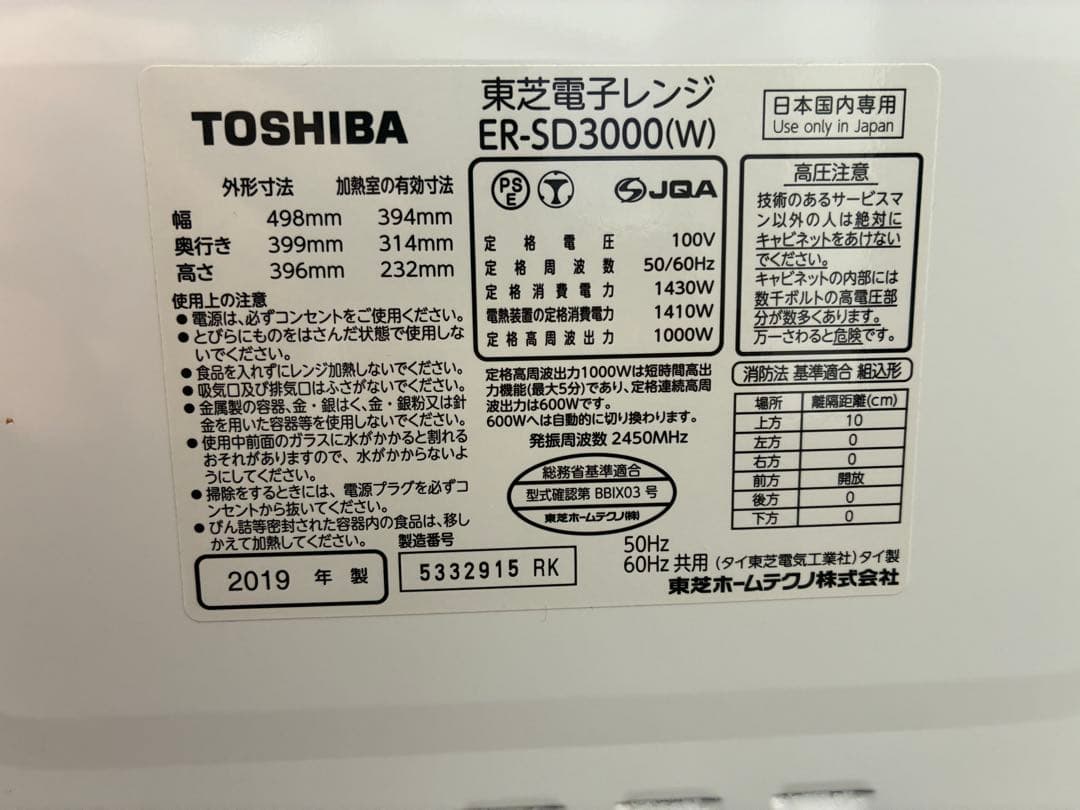 TOSHIBA
東芝電子レンジ
ER-SD3000(W)
日本国内専用
Use only in Japan
外形寸法 加熱室の有効寸法
幅 498mm 394mm
奥行き 399mm 314mm
高さ 396mm 232mm
使用上の注意
●電源は、必ずコンセントをご使用ください。
●とびらにものをはさんだ状態で使用しな
いでください。
●食品を入れずにレンジ加熱しないでください。
●吸気口及び排気口はふさがないでください。
●金属製の容器、金・銀はく、金・銀粉又は針
金を用いた容器等を使用しないでください。
●使用中前面のガラスに水がかかると割れる
おそれがありますので、水がかからないよ
うにしてください。
●掃除をするときには、電源プラグを必ずコ
ンセントから抜いてください。
●びん詰等密封された容器内の食品は、移し
かえて加熱してください。
2019 年 製
製造番号
5332915 RK
PS
E
JQA
定格電圧 100V
定格周波数 50/60Hz
定格消費電力 1430W
電熱装置の定格消費電力 1410W
定格高周波出力 1000W
定格高周波出力1000Wは短時間高出
力機能(最大5分)であり、定格連続高周
波出力は600Wです。
600Wへは自動的に切り換わります。
発振周波数 2450MHz
総務省基準適合
型式確認第 BBIX03 号
東芝ホームテクノ(株)
高圧注意
技術のあるサービスマ
ン以外の人は絶対に
キャビネットをあけない
でください。
キャビネットの内部には
数千ボルトの高電圧部
分が数多くあります。
万一さわると危険です。
消防法 基準適合 組込形
場所 離隔距離(cm)
上方 10
左方 0
右方 0
前方 開放
後方 0
下方 0
50Hz
60Hz 共用 (タイ東芝電気工業社)タイ製
東芝ホームテクノ株式会社